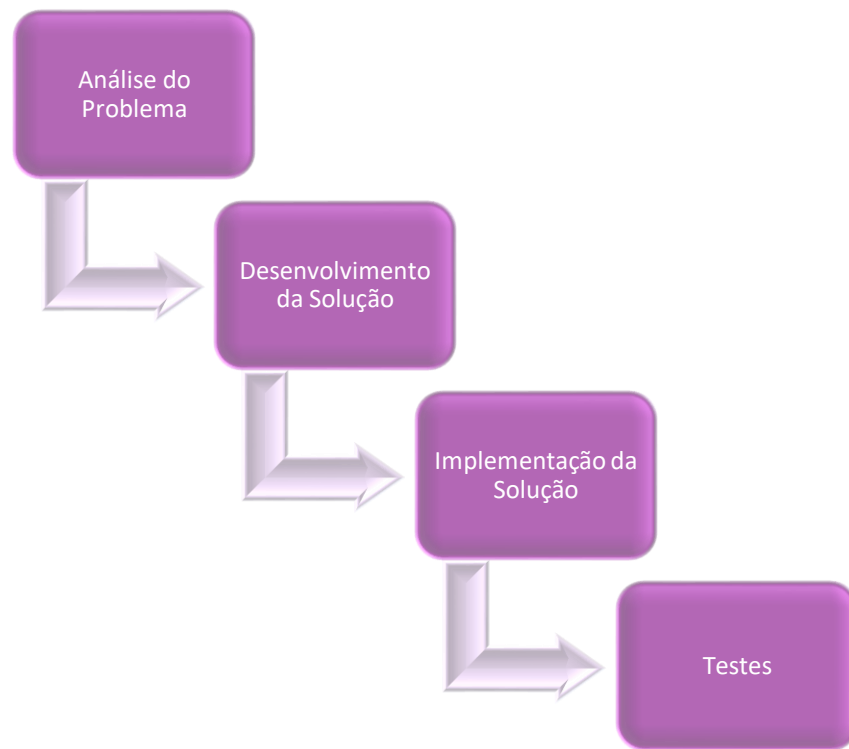 Análise do
Problema
Desenvolvimento
da Solução
Implementação da
Solução
Testes